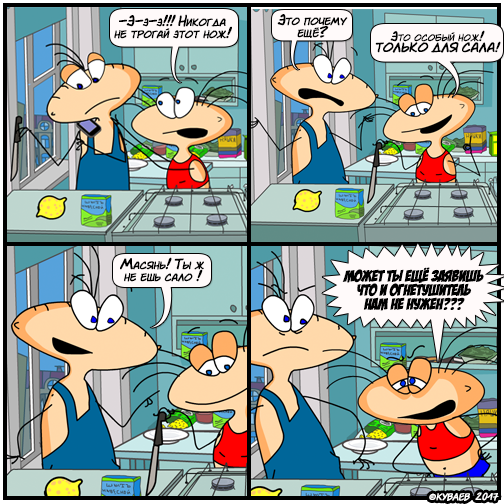 -Э-э-э!!! Никогда
не трогай этот нож!
Это почему
ещё?
Это особый нож!
только для сала!
Масянь! Ты ж
не ешь сало !
может ты ещё заявишь
что и огнетушитель
нам не нужен???
©КУВАЕВ 2010